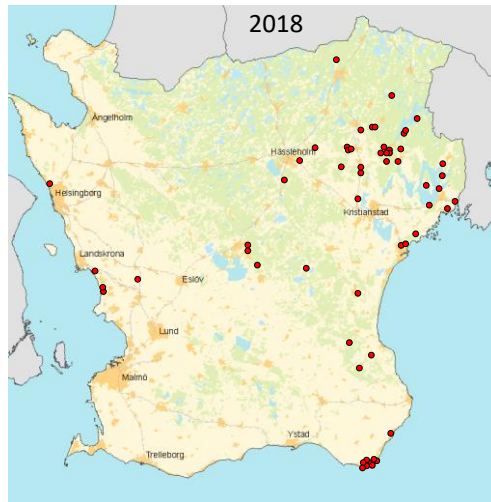 2018
Ängelholm
Hässleholm
Helsingborg
Kristianstad
Landskrona
Eslöv
Lund
Malmö
Ystad
Trelleborg